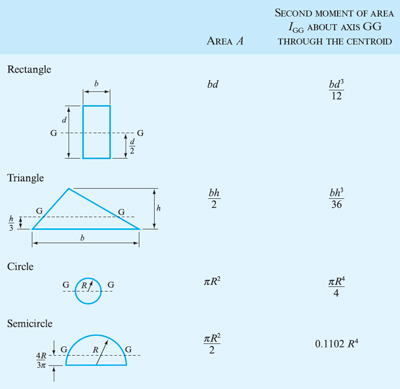 SECOND MOMENT OF AREA
I_GG ABOUT AXIS GG
AREA A THROUGH THE CENTROID
Rectangle
b
bd bd³/12
d
G G
d/2
Triangle
bh/2 bh³/36
G G h
h/3
b
Circle
G R G πR² πR⁴/4
Semicircle
πR²/2 0.1102 R⁴
G R G
4R/3π